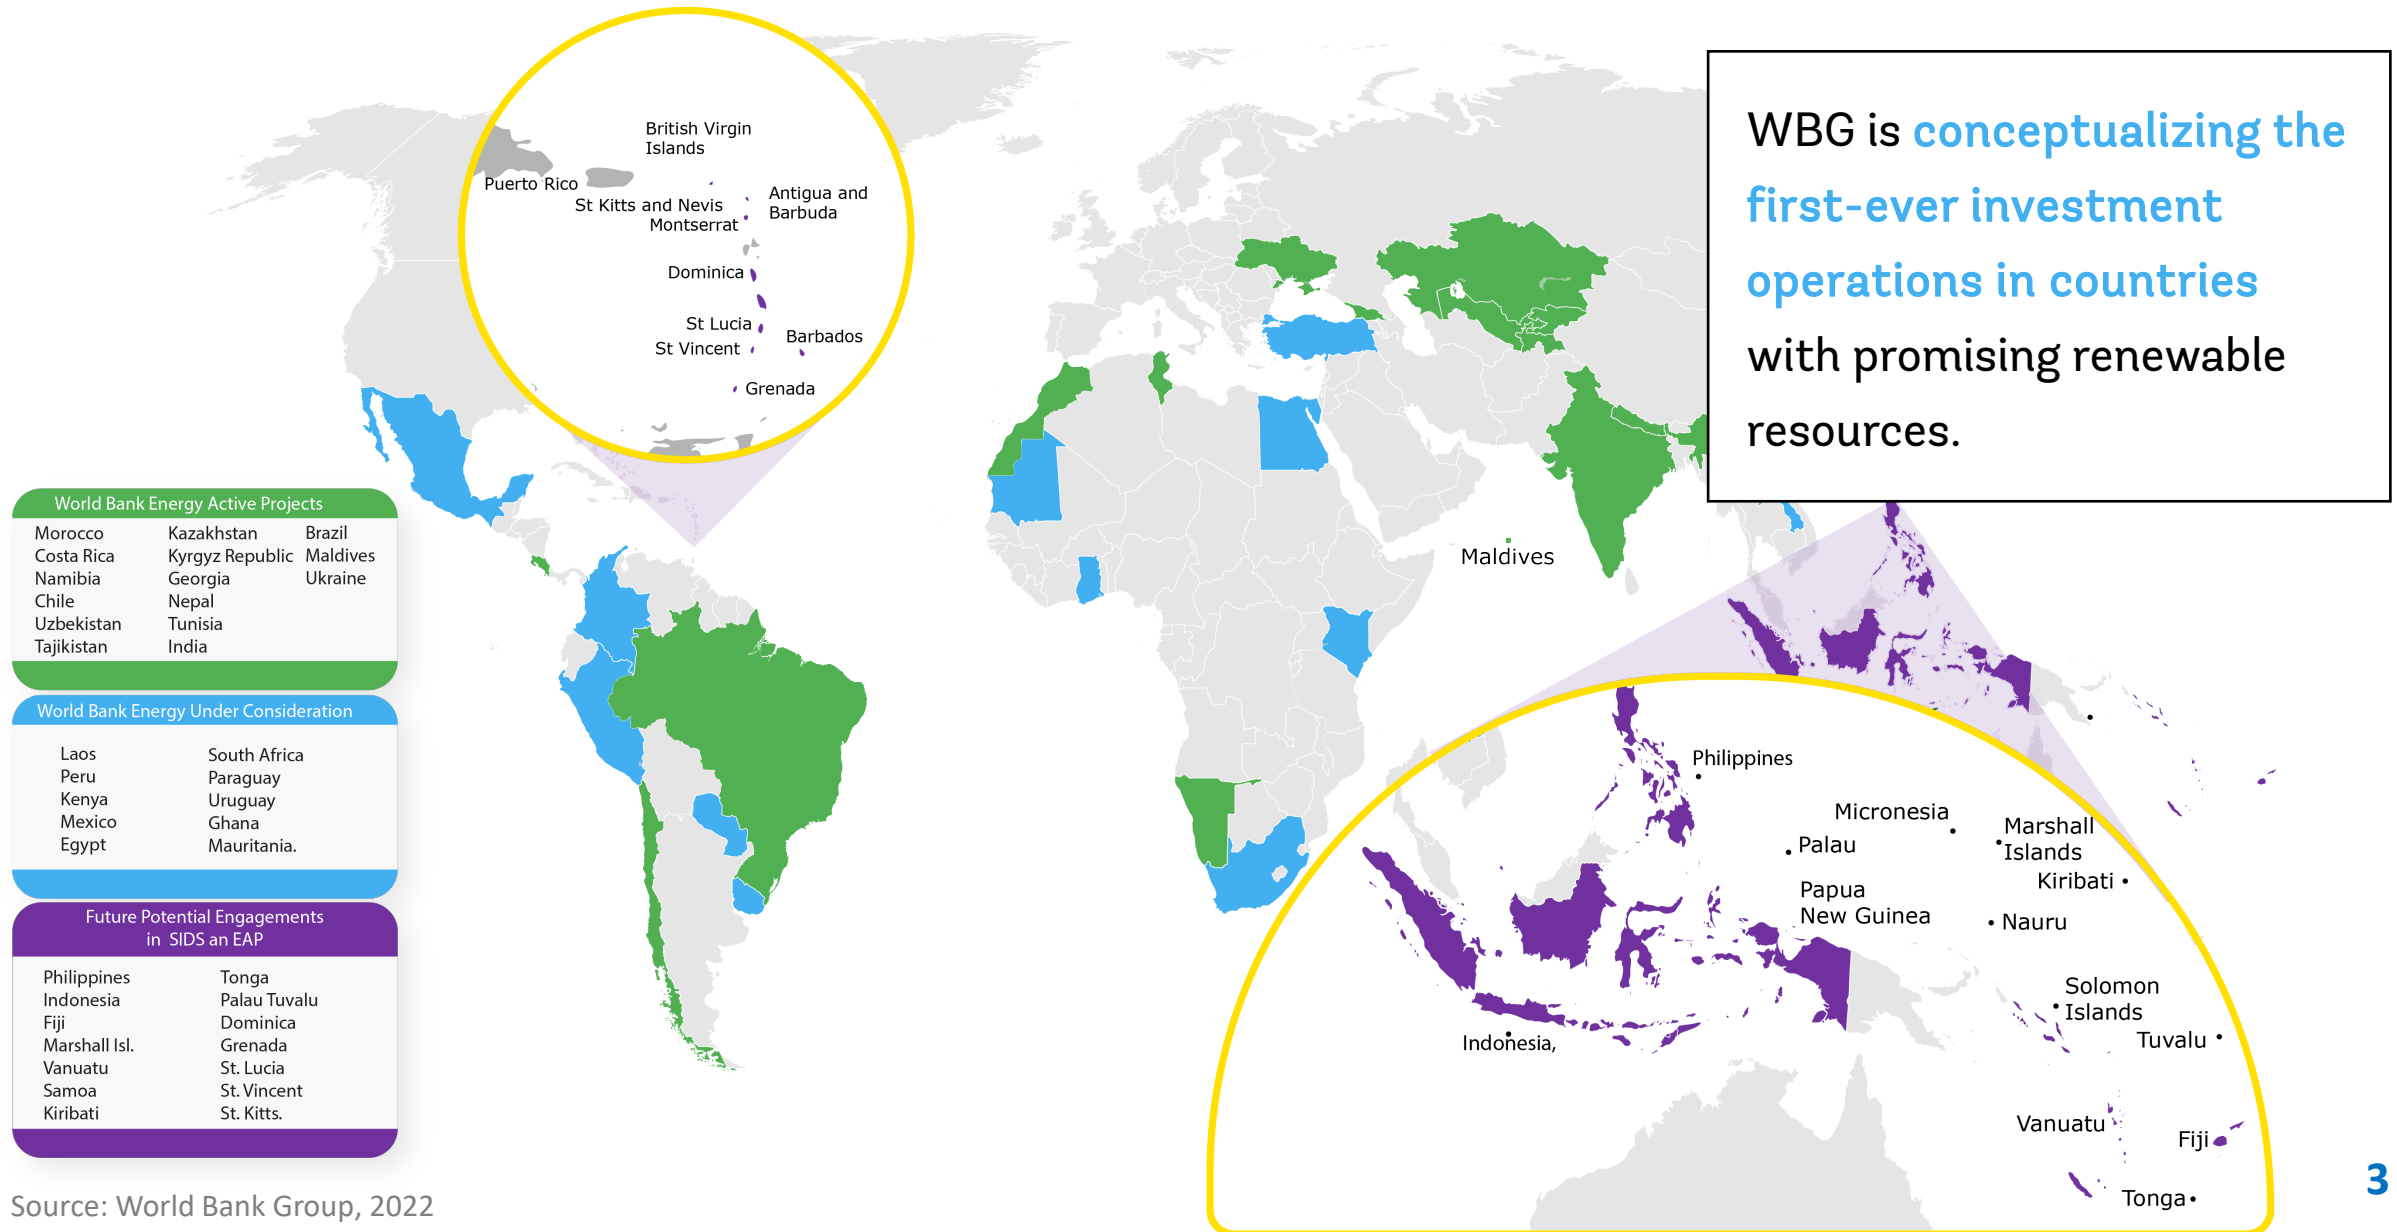 British Virgin
Islands
Puerto Rico
St Kitts and Nevis
Antigua and
Barbuda
Montserrat
Dominica
St Lucia
Barbados
St Vincent
Grenada
WBG is conceptualizing the
first-ever investment
operations in countries
with promising renewable
resources.
Maldives
World Bank Energy Active Projects
Morocco Kazakhstan Brazil
Costa Rica Kyrgyz Republic Maldives
Namibia Georgia Ukraine
Chile Nepal
Uzbekistan Tunisia
Tajikistan India
World Bank Energy Under Consideration
Laos South Africa
Peru Paraguay
Kenya Uruguay
Mexico Ghana
Egypt Mauritania.
Future Potential Engagements
in SIDS an EAP
Philippines Tonga
Indonesia Palau Tuvalu
Fiji Dominica
Marshall Isl. Grenada
Vanuatu St. Lucia
Samoa St. Vincent
Kiribati St. Kitts.
Philippines
Micronesia
Marshall
Islands
Palau
Kiribati
Papua
New Guinea
Nauru
Solomon
Islands
Indonesia,
Tuvalu
Vanuatu
Fiji
Tonga
Source: World Bank Group, 2022
3